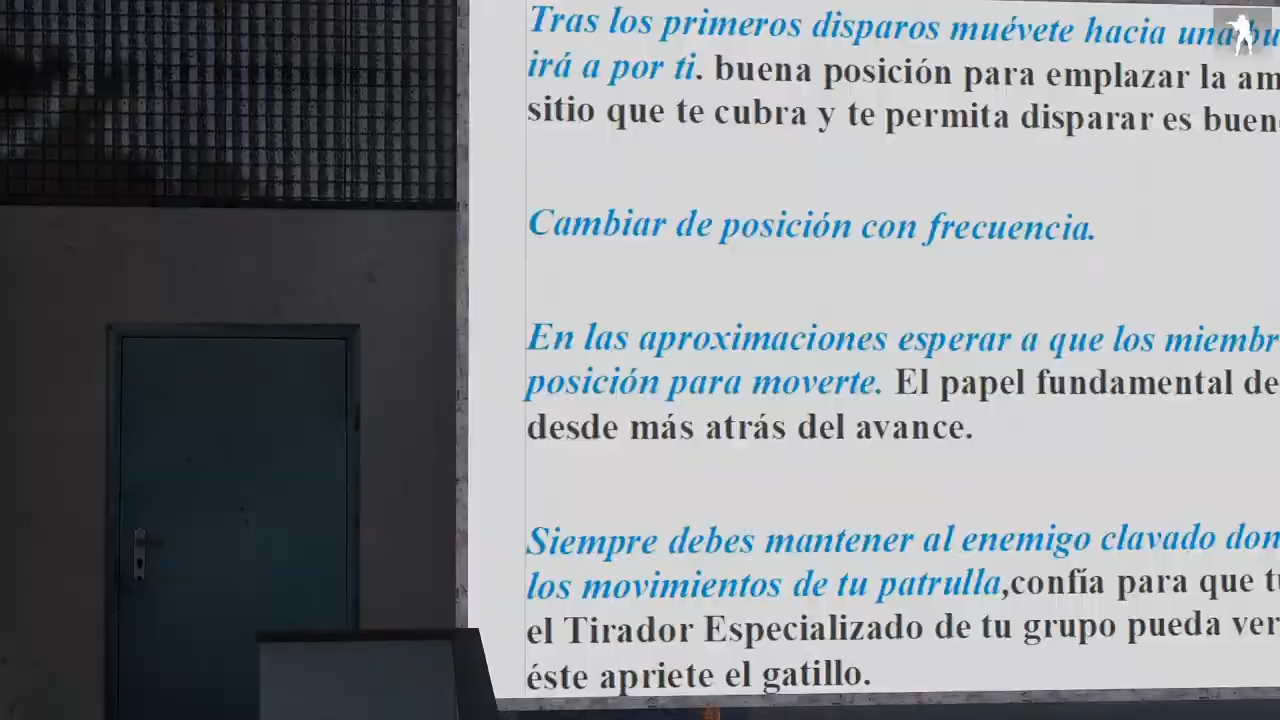 Tras los primeros disparos muévete hacia una
irá a por ti. buena posición para emplazar la
sitio que te cubra y te permita disparar es
Cambiar de posición con frecuencia.
En las aproximaciones esperar a que los
posición para moverte. El papel fundamental de
desde más atrás del avance.
Siempre debes mantener al enemigo clavado
los movimientos de tu patrulla,confía para que
el Tirador Especializado de tu grupo pueda ver
éste apriete el gatillo.